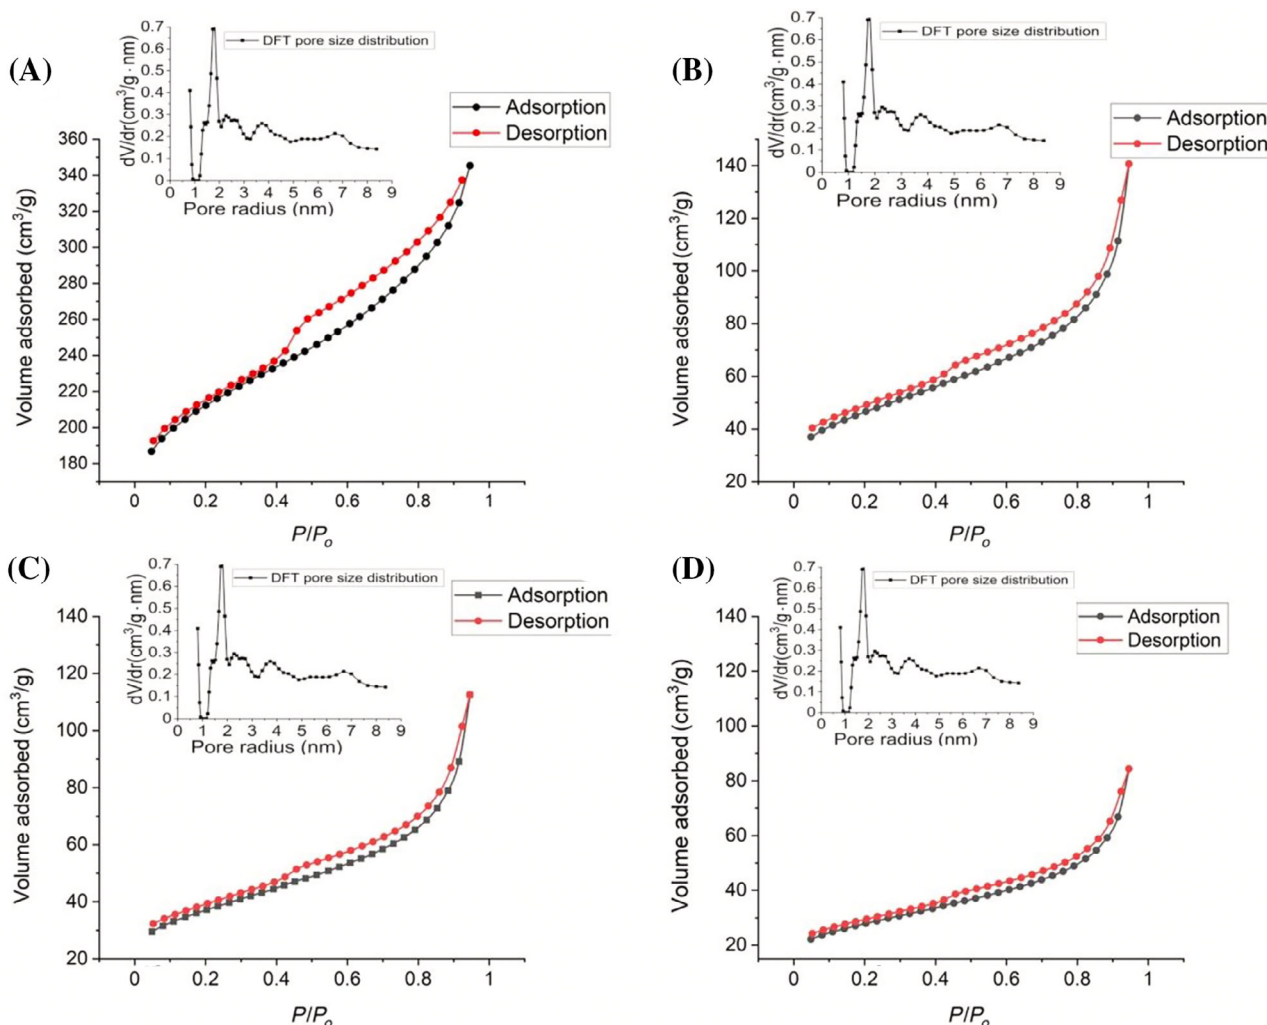 (A)
DFT pore size distribution
dV/dr(cm³/g·nm)
0.7
0.6
0.5
0.4
0.3
0.2
0.1
0
0 1 2 3 4 5 6 7 8 9
Pore radius (nm)
Adsorption
Desorption
Volume adsorbed (cm³/g)
360
340
320
300
280
260
240
220
200
180
0 0.2 0.4 0.6 0.8 1
P/Po
(B)
DFT pore size distribution
dV/dr(cm³/g·nm)
0.7
0.6
0.5
0.4
0.3
0.2
0.1
0
0 1 2 3 4 5 6 7 8 9
Pore radius (nm)
Adsorption
Desorption
Volume adsorbed (cm³/g)
140
120
100
80
60
40
20
0 0.2 0.4 0.6 0.8 1
P/Po
(C)
DFT pore size distribution
dV/dr(cm³/g·nm)
0.7
0.6
0.5
0.4
0.3
0.2
0.1
0
0 1 2 3 4 5 6 7 8 9
Pore radius (nm)
Adsorption
Desorption
Volume adsorbed (cm³/g)
140
120
100
80
60
40
20
0 0.2 0.4 0.6 0.8 1
P/Po
(D)
DFT pore size distribution
dV/dr(cm³/g·nm)
0.7
0.6
0.5
0.4
0.3
0.2
0.1
0
0 1 2 3 4 5 6 7 8 9
Pore radius (nm)
Adsorption
Desorption
Volume adsorbed (cm³/g)
140
120
100
80
60
40
20
0 0.2 0.4 0.6 0.8 1
P/Po